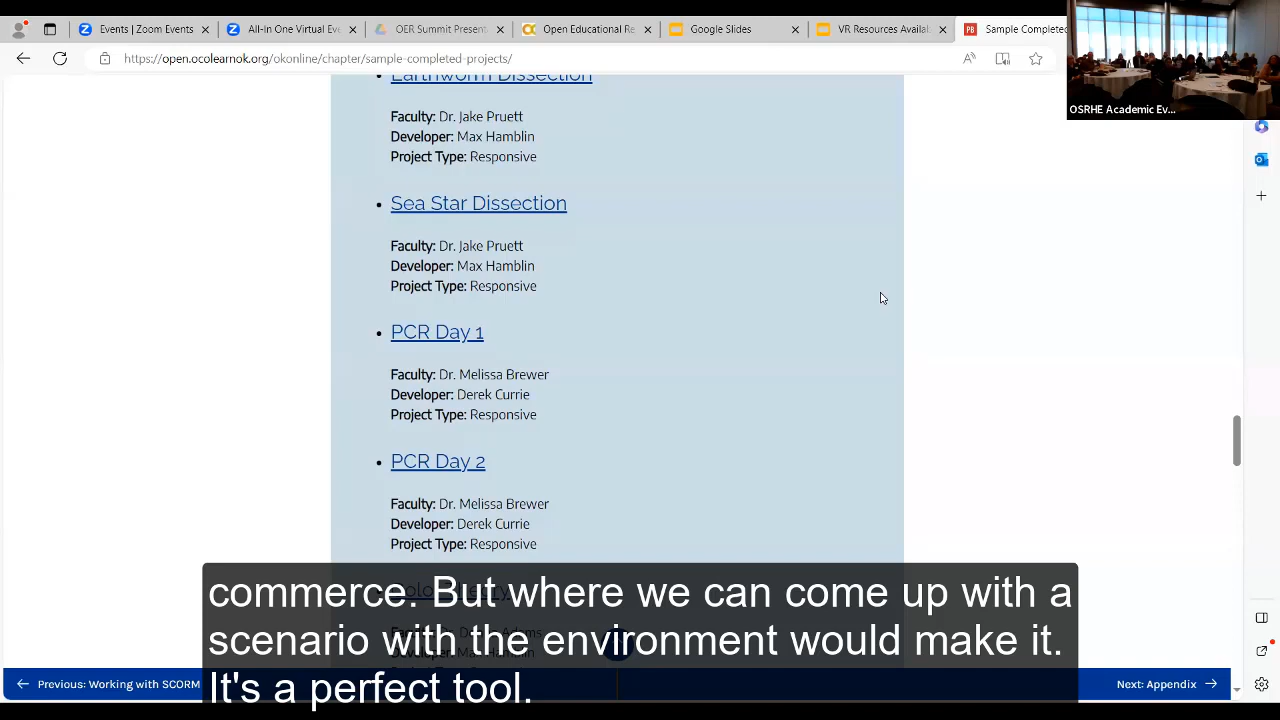 Events | Zoom Events
All-In-One Virtual Eve
OER Summit Present
Open Educational Re
Google Slides
VR Resources Availa
Sample Completed
https://open.ocolearnok.org/okonline/chapter/sample-completed-projects/
OSRHE Academic Ev...
Earthworm Dissection
Faculty: Dr. Jake Pruett
Developer: Max Hamblin
Project Type: Responsive
Sea Star Dissection
Faculty: Dr. Jake Pruett
Developer: Max Hamblin
Project Type: Responsive
PCR Day 1
Faculty: Dr. Melissa Brewer
Developer: Derek Currie
Project Type: Responsive
PCR Day 2
Faculty: Dr. Melissa Brewer
Developer: Derek Currie
Project Type: Responsive
commerce. But where we can come up with a
scenario with the environment would make it.
It's a perfect tool.
Previous: Working with SCORM
Next: Appendix